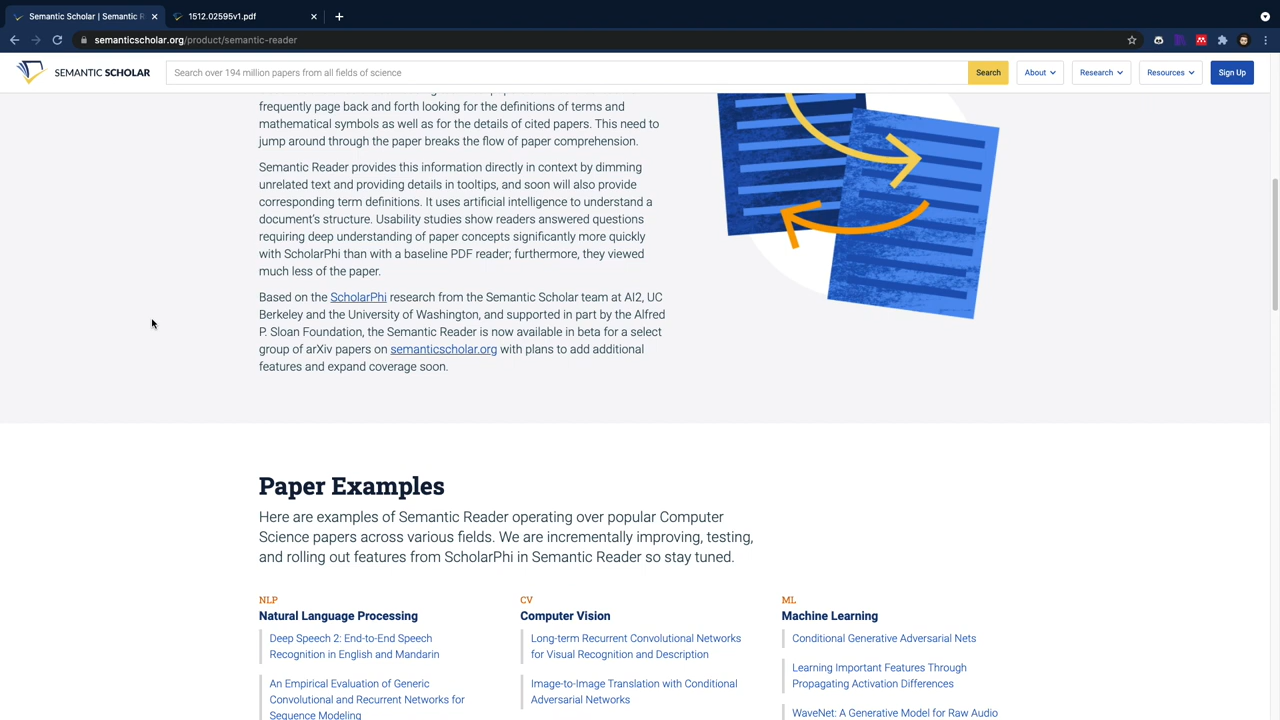 Semantic Scholar | Semantic R
1512.02595v1.pdf
semanticscholar.org/product/semantic-reader
SEMANTIC SCHOLAR
Search over 194 million papers from all fields of science
Search
About
Research
Resources
Sign Up
frequently page back and forth looking for the definitions of terms and
mathematical symbols as well as for the details of cited papers. This need to
jump around through the paper breaks the flow of paper comprehension.
Semantic Reader provides this information directly in context by dimming
unrelated text and providing details in tooltips, and soon will also provide
corresponding term definitions. It uses artificial intelligence to understand a
document's structure. Usability studies show readers answered questions
requiring deep understanding of paper concepts significantly more quickly
with ScholarPhi than with a baseline PDF reader; furthermore, they viewed
much less of the paper.
Based on the ScholarPhi research from the Semantic Scholar team at AI2, UC
Berkeley and the University of Washington, and supported in part by the Alfred
P. Sloan Foundation, the Semantic Reader is now available in beta for a select
group of arXiv papers on semanticscholar.org with plans to add additional
features and expand coverage soon.
Paper Examples
Here are examples of Semantic Reader operating over popular Computer
Science papers across various fields. We are incrementally improving, testing,
and rolling out features from ScholarPhi in Semantic Reader so stay tuned.
NLP
Natural Language Processing
Deep Speech 2: End-to-End Speech
Recognition in English and Mandarin
An Empirical Evaluation of Generic
Convolutional and Recurrent Networks for
Sequence Modeling
CV
Computer Vision
Long-term Recurrent Convolutional Networks
for Visual Recognition and Description
Image-to-Image Translation with Conditional
Adversarial Networks
ML
Machine Learning
Conditional Generative Adversarial Nets
Learning Important Features Through
Propagating Activation Differences
WaveNet: A Generative Model for Raw Audio